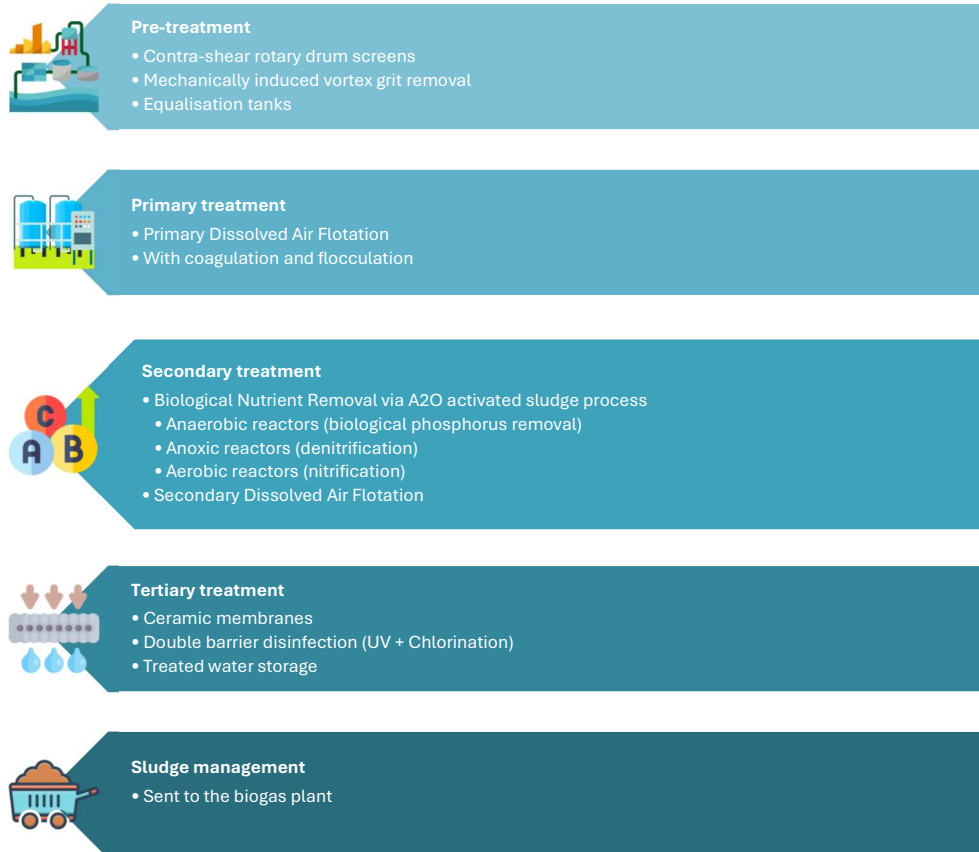 Pre-treatment
• Contra-shear rotary drum screens
• Mechanically induced vortex grit removal
• Equalisation tanks
Primary treatment
• Primary Dissolved Air Flotation
• With coagulation and flocculation
Secondary treatment
• Biological Nutrient Removal via A2O activated sludge process
• Anaerobic reactors (biological phosphorus removal)
• Anoxic reactors (denitrification)
• Aerobic reactors (nitrification)
• Secondary Dissolved Air Flotation
C
A B
Tertiary treatment
• Ceramic membranes
• Double barrier disinfection (UV + Chlorination)
• Treated water storage
Sludge management
• Sent to the biogas plant